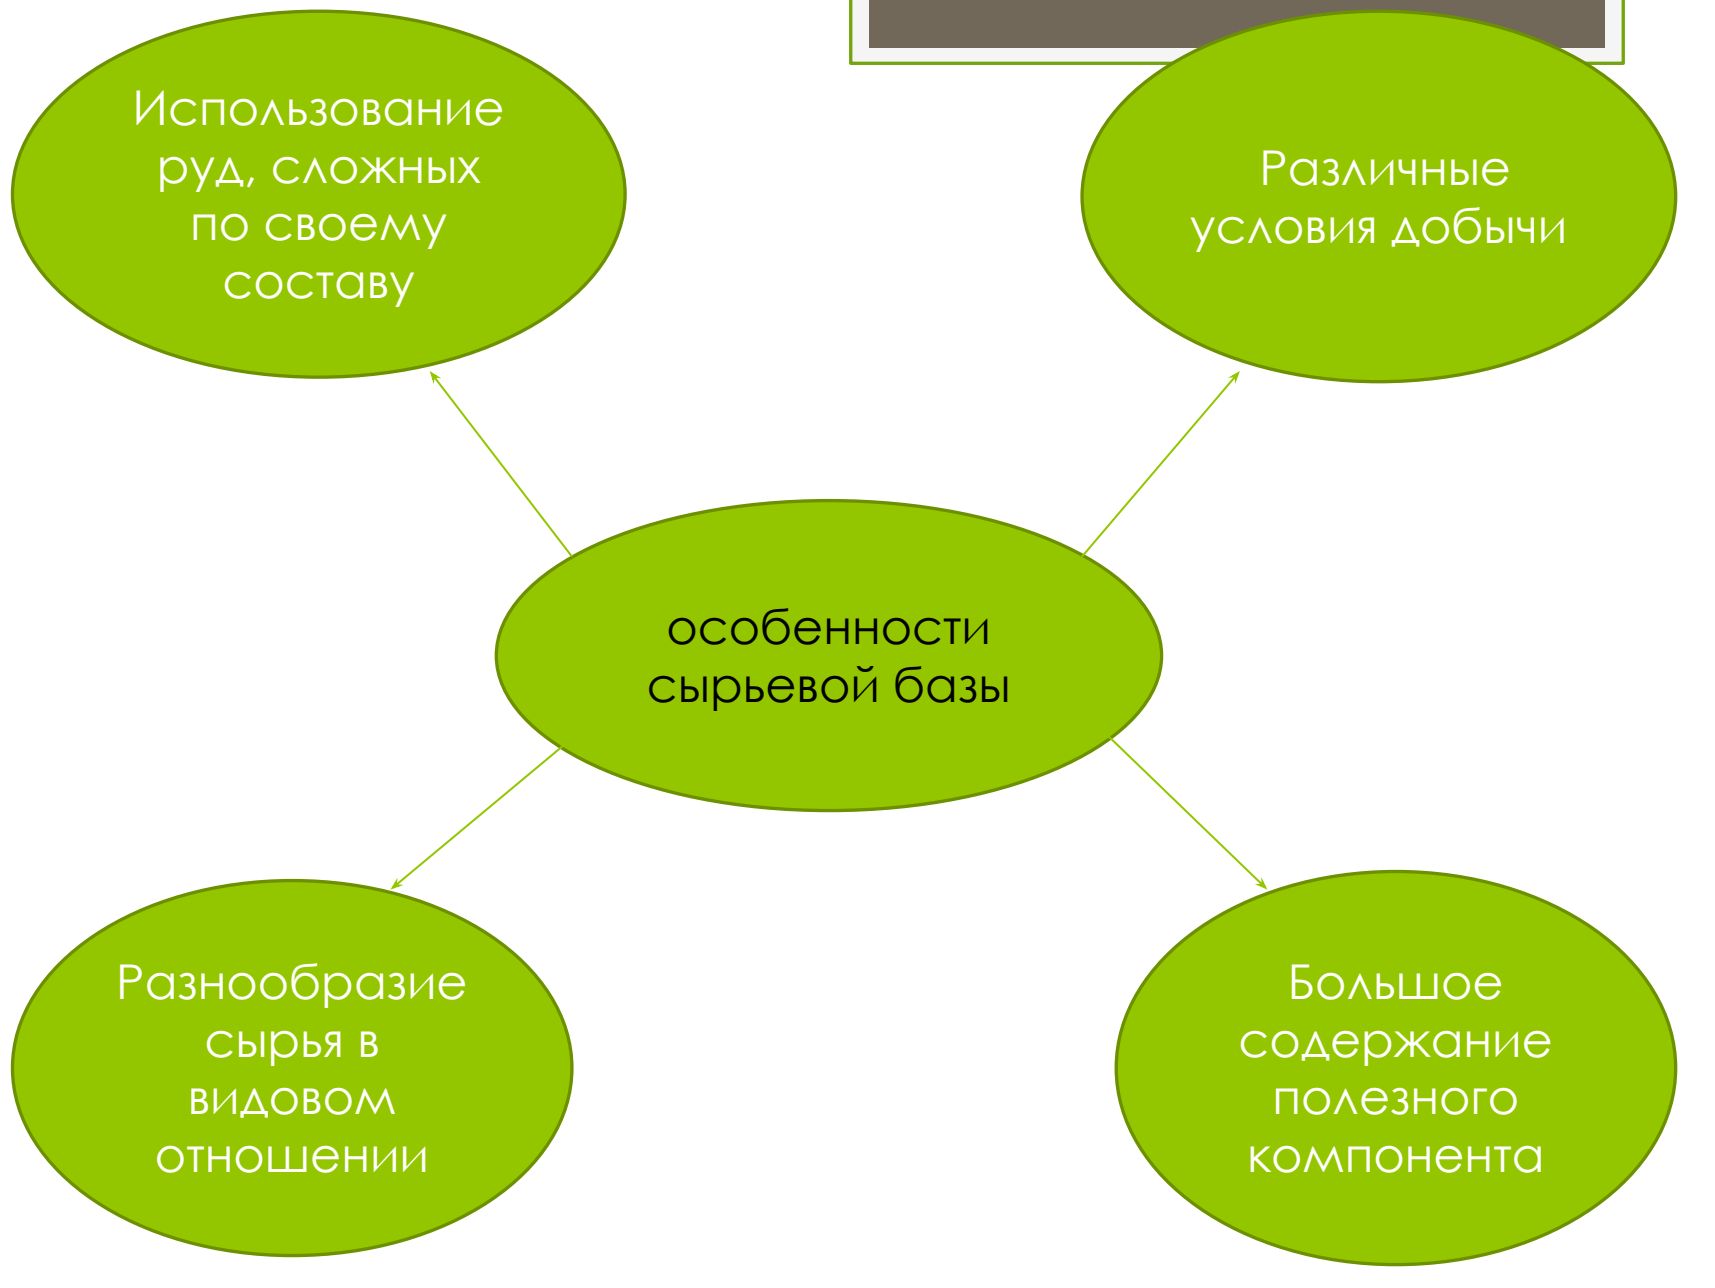 Использование
руд, сложных
по своему
составу
Различные
условия добычи
особенности
сырьевой базы
Разнообразие
сырья в
видовом
отношении
Большое
содержание
полезного
компонента